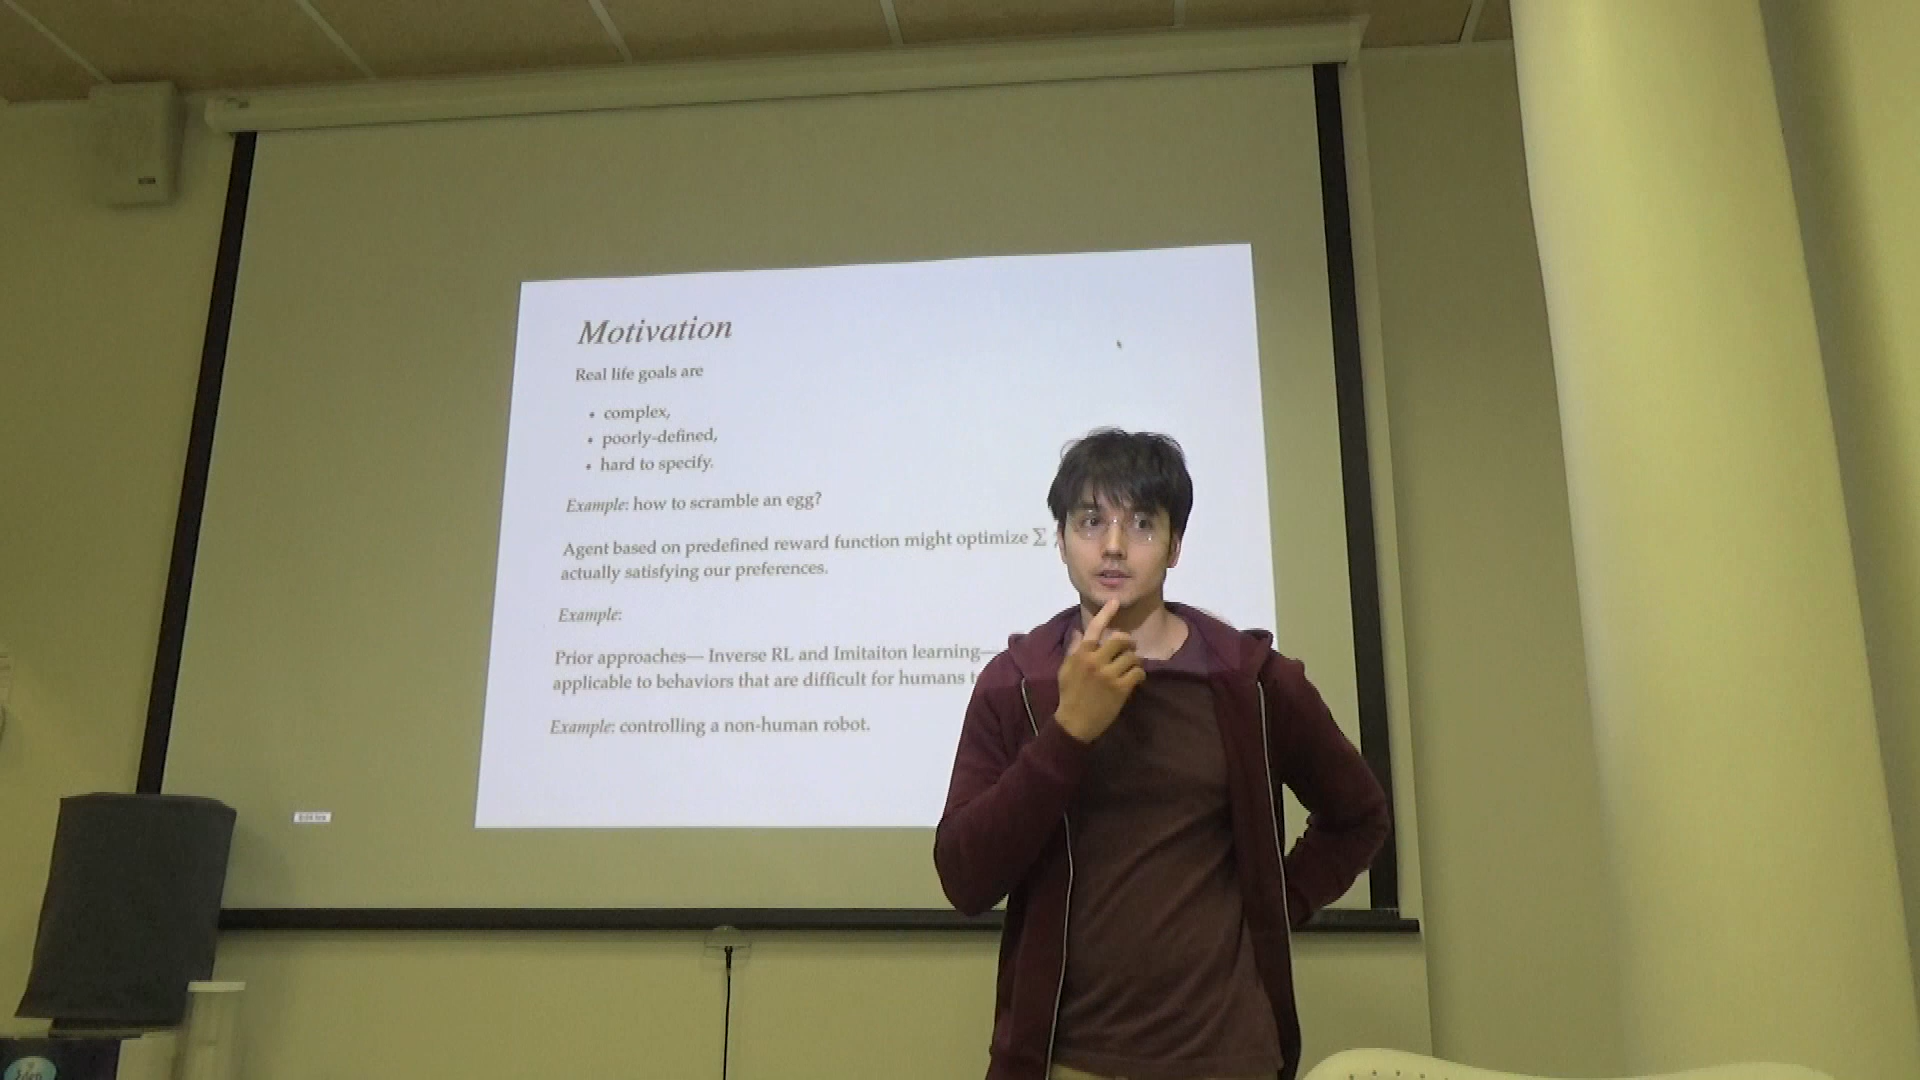 Motivation
Real life goals are
• complex,
• poorly-defined,
• hard to specify.
Example: how to scramble an egg?
Agent based on predefined reward function might optimize ∑
actually satisfying our preferences.
Example:
Prior approaches— Inverse RL and Imitaiton learning—
applicable to behaviors that are difficult for humans
Example: controlling a non-human robot.